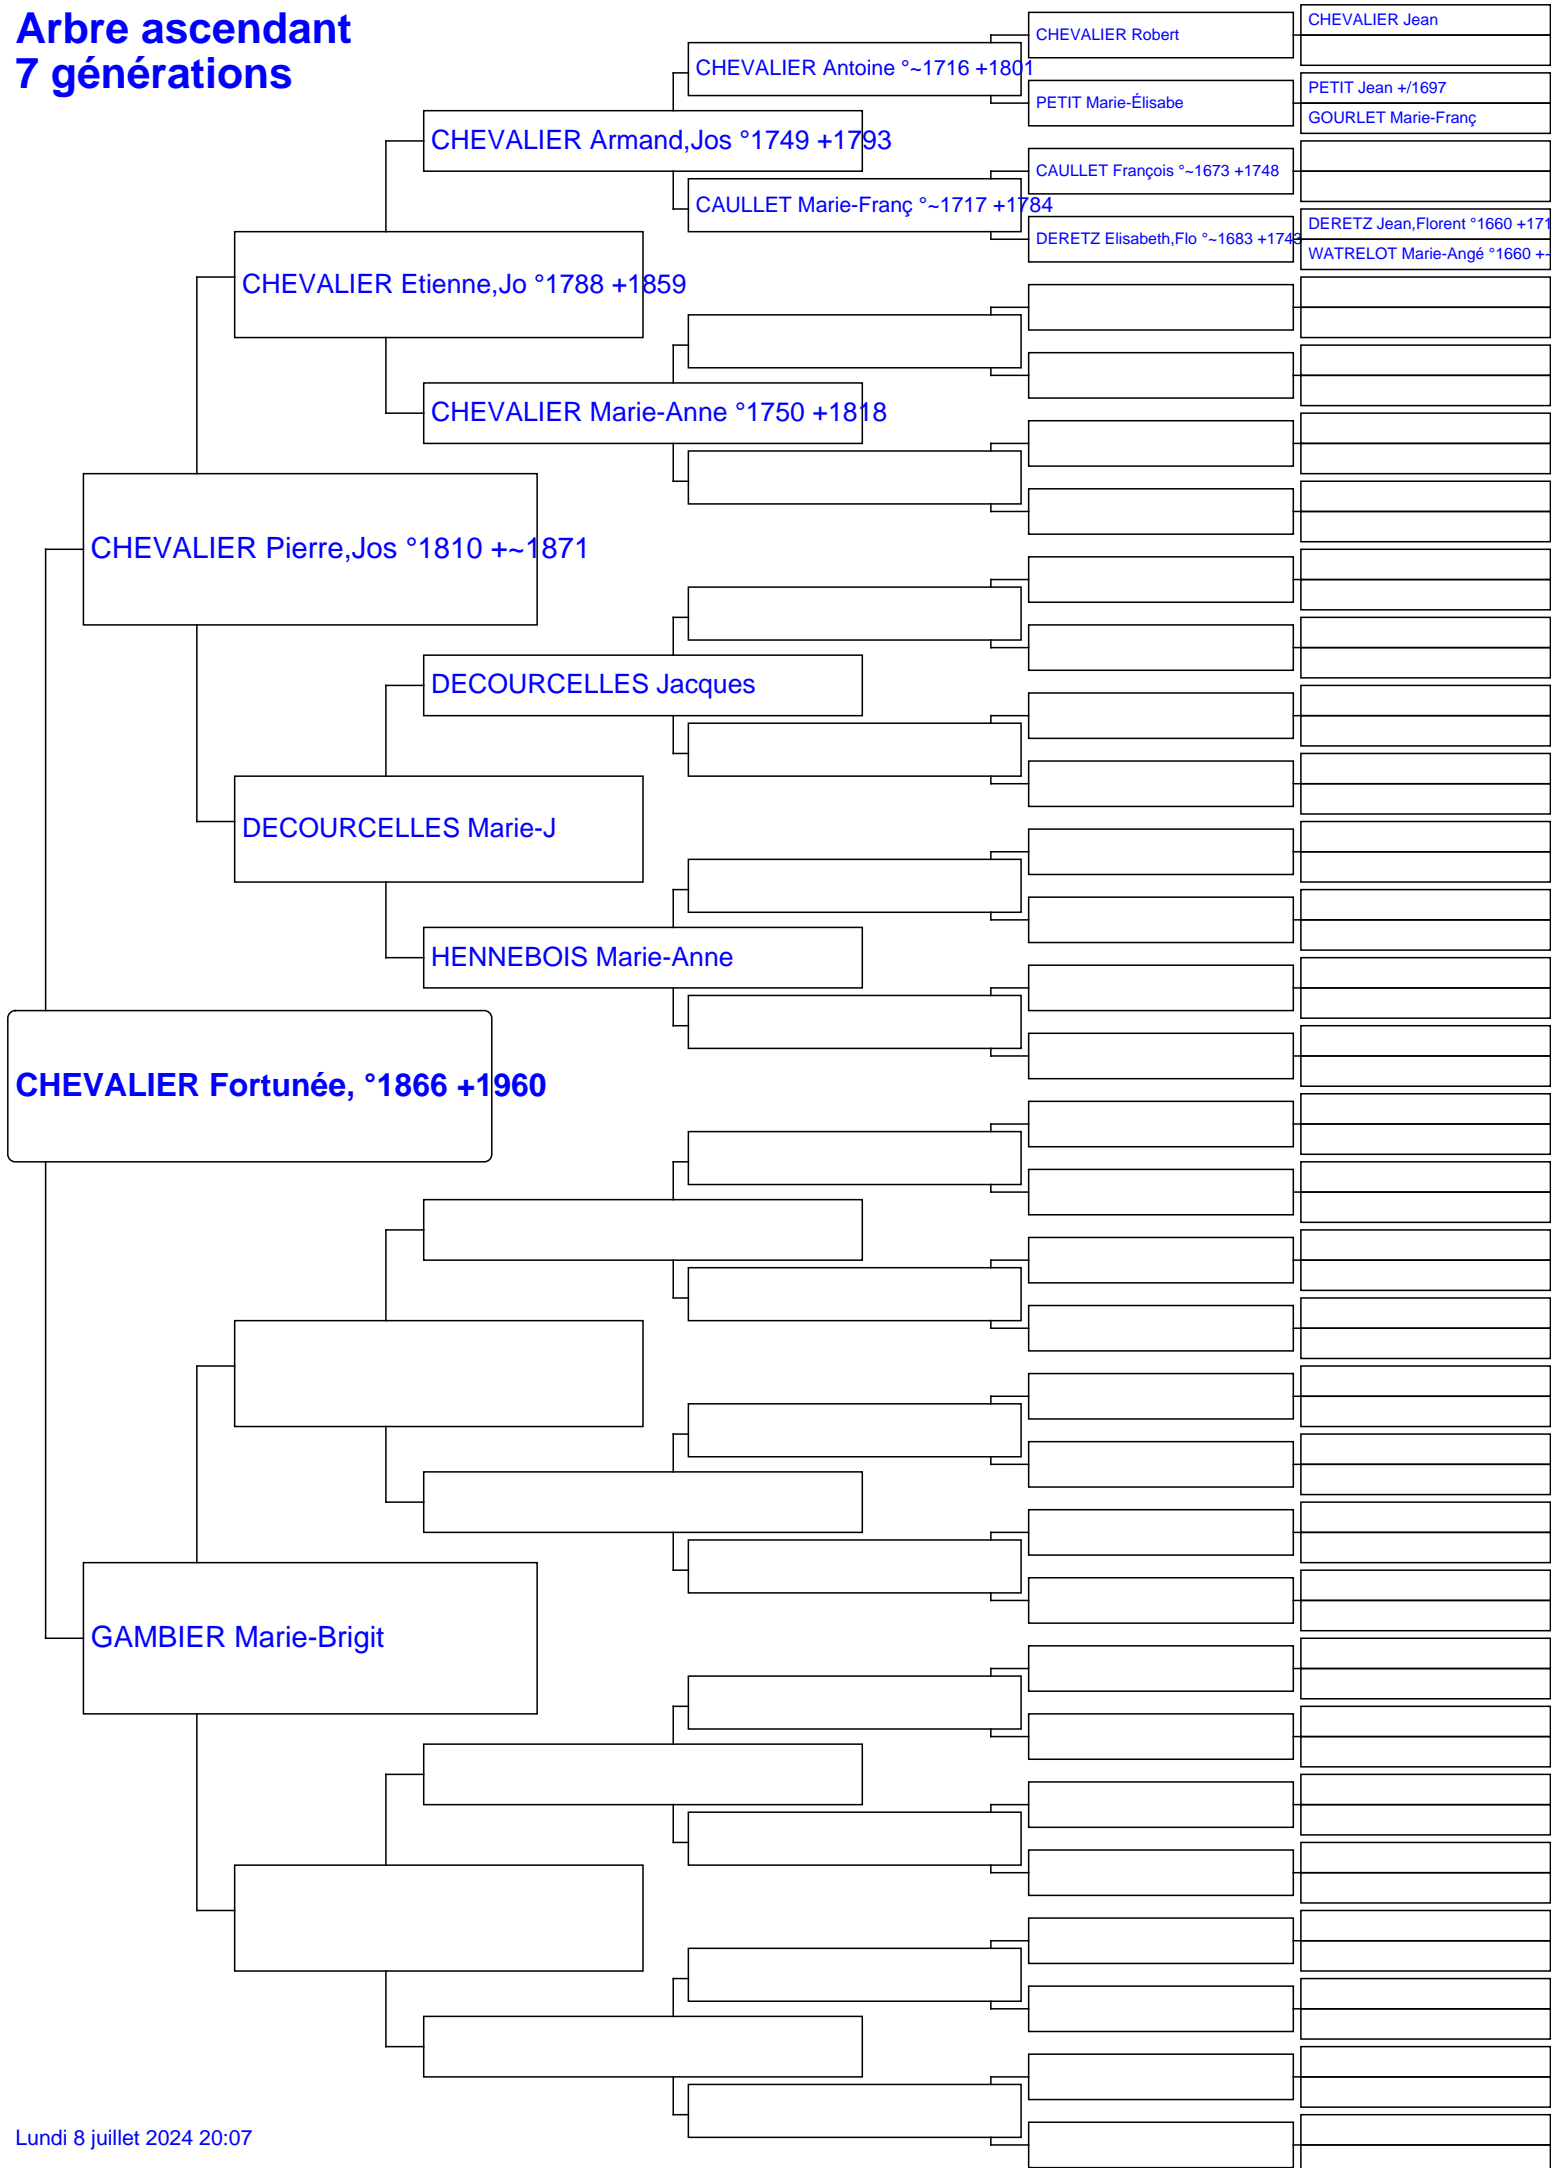 Arbre ascendant
7 générations
CHEVALIER Jean
CHEVALIER Robert
CHEVALIER Antoine °~1716 +1801
PETIT Jean +/1697
PETIT Marie-Élisabe
GOURLET Marie-Franç
CHEVALIER Armand,Jos °1749 +1793
CAULLET François °~1673 +1748
CAULLET Marie-Franç °~1717 +1784
DERETZ Jean,Florent °1660 +171
DERETZ Elisabeth,Flo °~1683 +1743
WATRELOT Marie-Angé °1660 +~
CHEVALIER Etienne,Jo °1788 +1859
CHEVALIER Marie-Anne °1750 +1818
CHEVALIER Pierre,Jos °1810 +~1871
DECOURCELLES Jacques
DECOURCELLES Marie-J
HENNEBOIS Marie-Anne
CHEVALIER Fortunée, °1866 +1960
GAMBIER Marie-Brigit
Lundi 8 juillet 2024 20:07